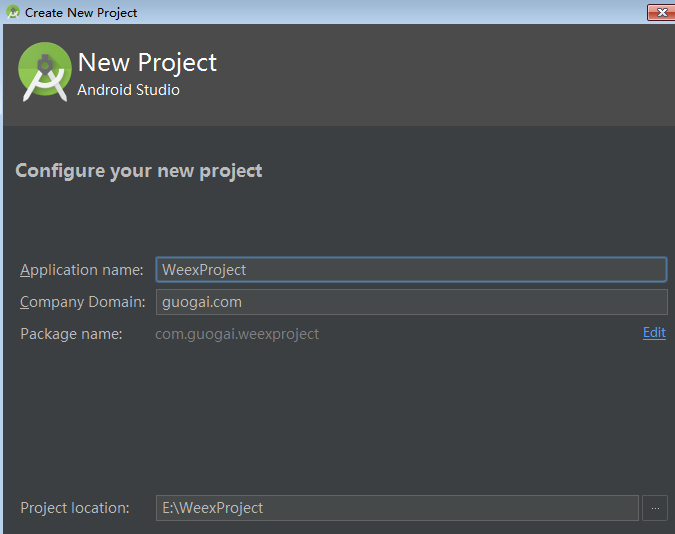 Create New Project
New Project
Android Studio
Configure your new project
Application name: WeexProject
Company Domain: guogai.com
Package name: com.guogai.weexproject Edit
Project location: E:\WeexProject ...